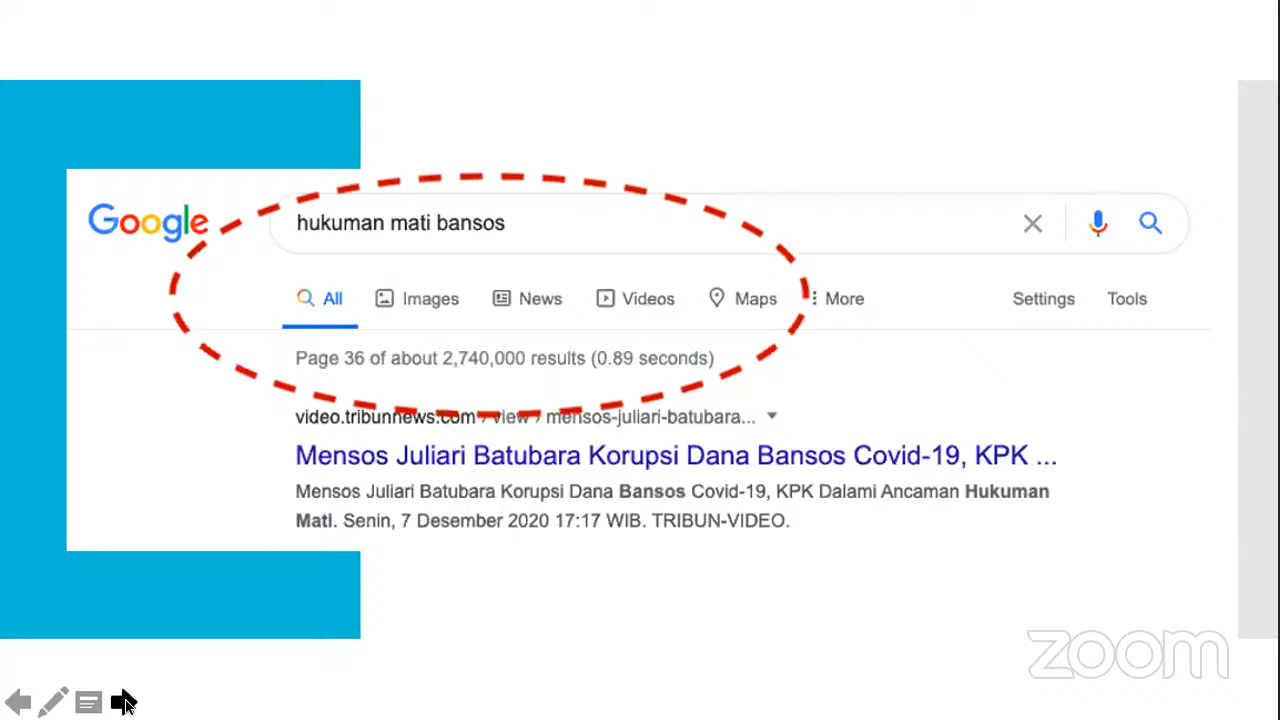 Google
hukuman mati bansos
All Images News Videos Maps More Settings Tools
Page 36 of about 2,740,000 results (0.89 seconds)
video.tribunnews.com › view › mensos-juliari-batubara...
Mensos Juliari Batubara Korupsi Dana Bansos Covid-19, KPK ...
Mensos Juliari Batubara Korupsi Dana Bansos Covid-19, KPK Dalami Ancaman Hukuman
Mati. Senin, 7 Desember 2020 17:17 WIB. TRIBUN-VIDEO.
zoom